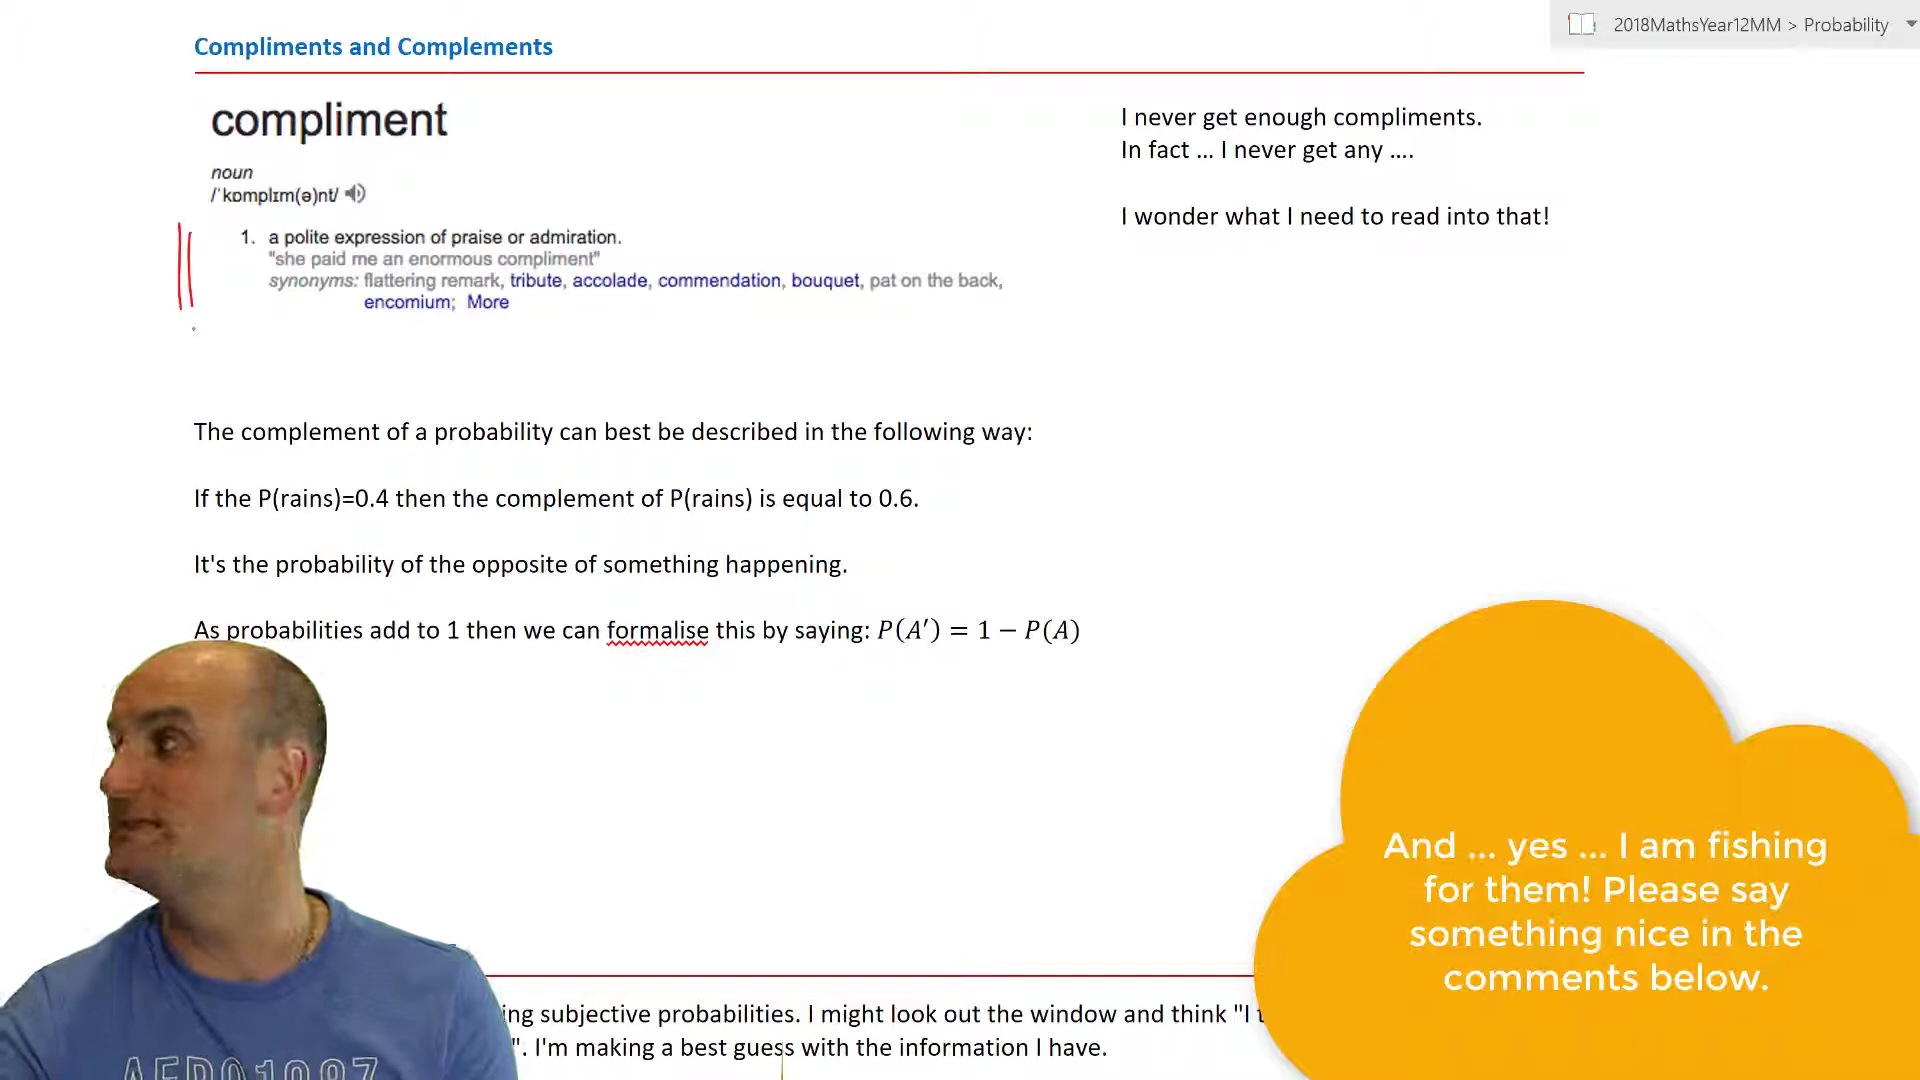 2018MathsYear12MM > Probability
Compliments and Complements
compliment
noun
/ˈkɒmplɪm(ə)nt/
1. a polite expression of praise or admiration.
"she paid me an enormous compliment"
synonyms: flattering remark, tribute, accolade, commendation, bouquet, pat on the back,
encomium; More
I never get enough compliments.
In fact ... I never get any ....
I wonder what I need to read into that!
The complement of a probability can best be described in the following way:
If the P(rains)=0.4 then the complement of P(rains) is equal to 0.6.
It's the probability of the opposite of something happening.
As probabilities add to 1 then we can formalise this by saying: P(A′) = 1 − P(A)
And ... yes ... I am fishing
for them! Please say
something nice in the
comments below.
ing subjective probabilities. I might look out the window and think "I
". I'm making a best guess with the information I have.